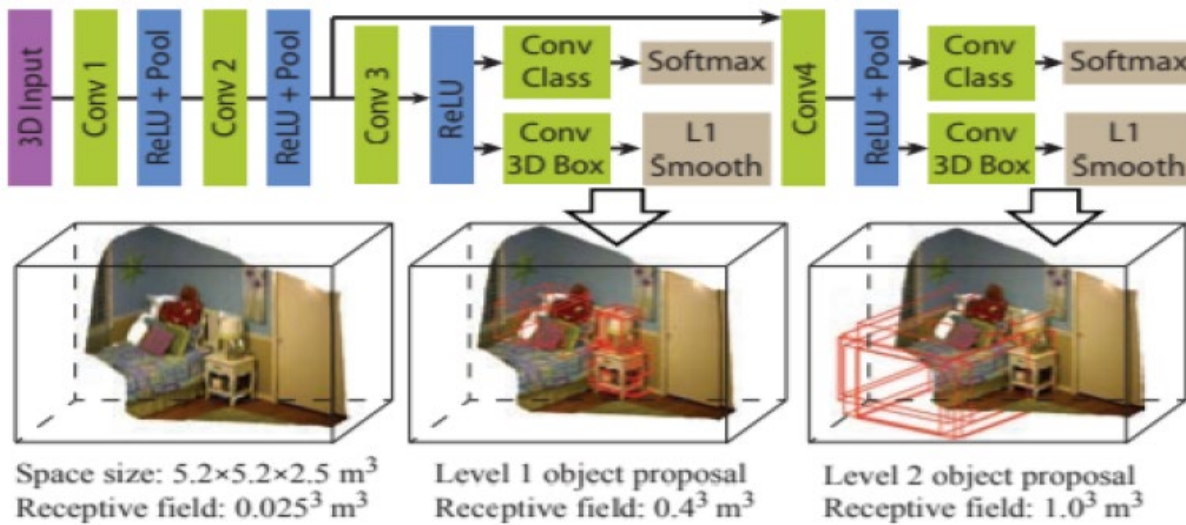 3D Input
Conv 1
ReLU + Pool
Conv 2
ReLU + Pool
Conv 3
ReLU
Conv
Class
Softmax
Conv
3D Box
L1
Smooth
Conv4
ReLU + Pool
Conv
Class
Softmax
Conv
3D Box
L1
Smooth
Space size: 5.2×5.2×2.5 m³
Receptive field: 0.025³ m³
Level 1 object proposal
Receptive field: 0.4³ m³
Level 2 object proposal
Receptive field: 1.0³ m³